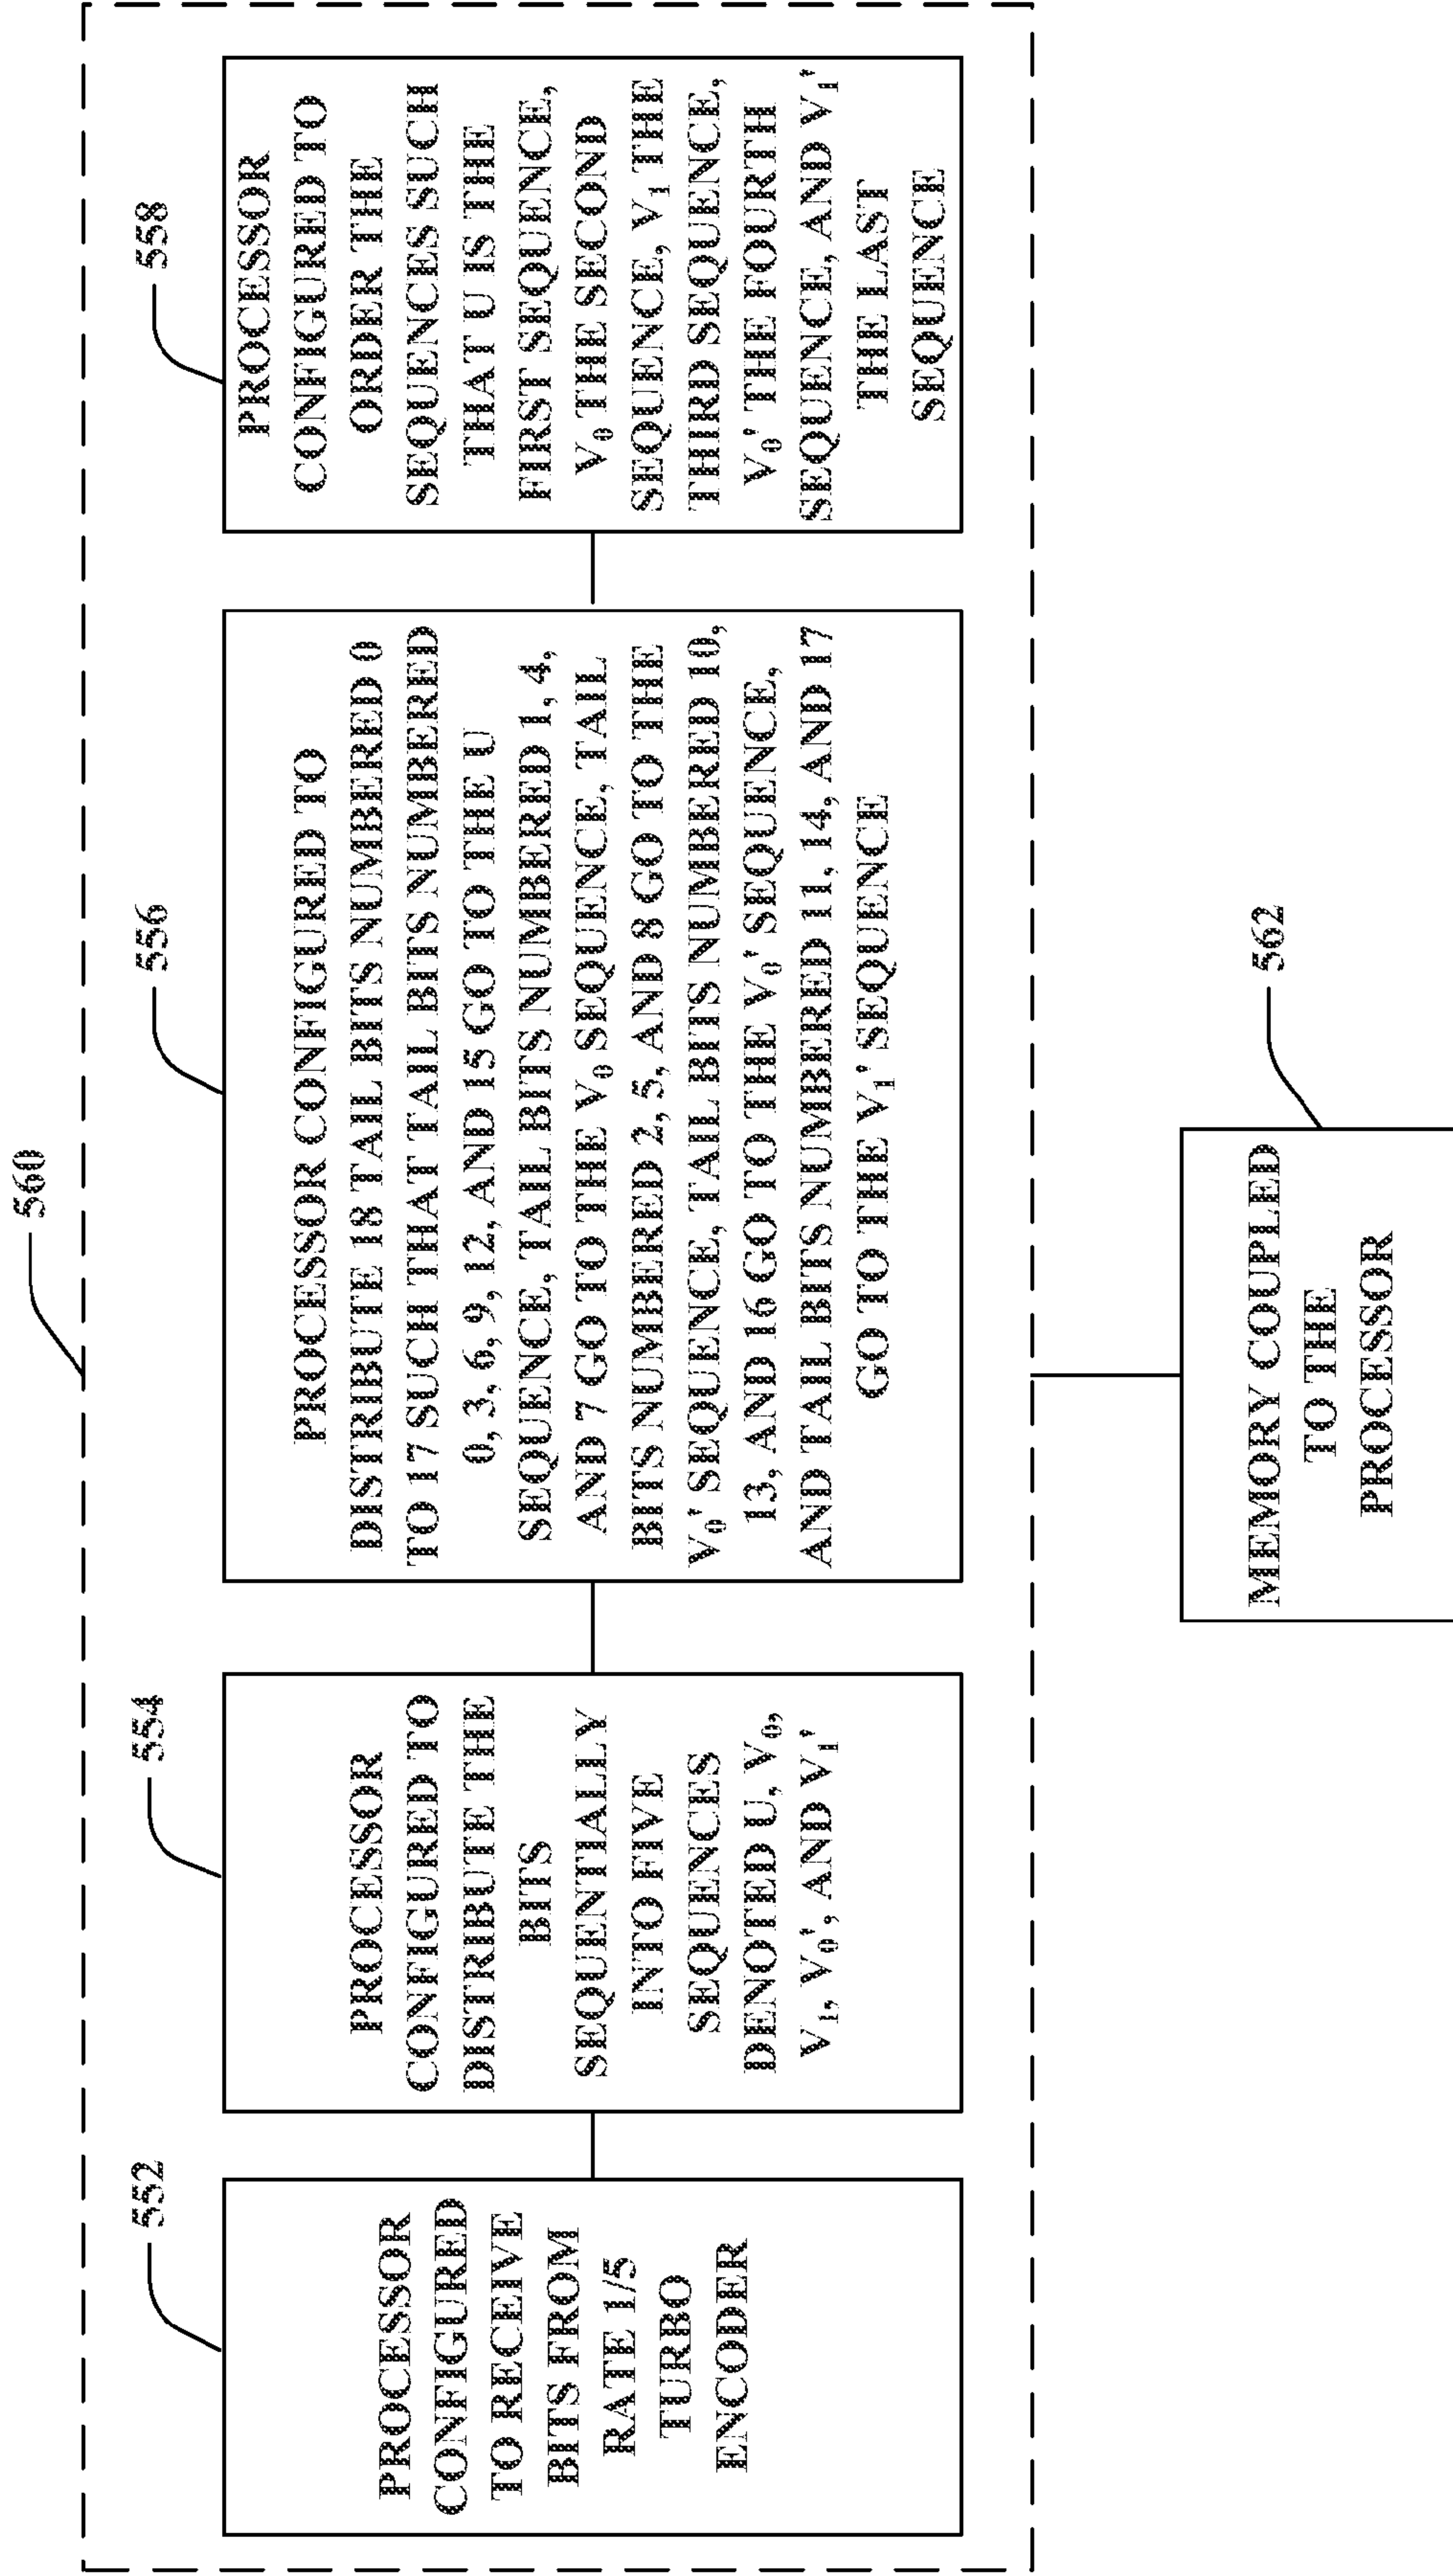 560
552
PROCESSOR
CONFIGURED
TO RECEIVE
BITS FROM
RATE 1/5
TURBO
ENCODER
554
PROCESSOR
CONFIGURED TO
DISTRIBUTE THE
BITS
SEQUENTIALLY
INTO FIVE
SEQUENCES
DENOTED U, V₀,
V₁, V₀', AND V₁'
556
PROCESSOR CONFIGURED TO
DISTRIBUTE 18 TAIL BITS NUMBERED 0
TO 17 SUCH THAT TAIL BITS NUMBERED
0, 3, 6, 9, 12, AND 15 GO TO THE U
SEQUENCE, TAIL BITS NUMBERED 1, 4,
AND 7 GO TO THE V₀ SEQUENCE, TAIL
BITS NUMBERED 2, 5, AND 8 GO TO THE
V₀' SEQUENCE, TAIL BITS NUMBERED 10,
13, AND 16 GO TO THE V₀' SEQUENCE,
AND TAIL BITS NUMBERED 11, 14, AND 17
GO TO THE V₁' SEQUENCE
558
PROCESSOR
CONFIGURED TO
ORDER THE
SEQUENCES SUCH
THAT U IS THE
FIRST SEQUENCE,
V₀ THE SECOND
SEQUENCE, V₁ THE
THIRD SEQUENCE,
V₀' THE FOURTH
SEQUENCE, AND V₁'
THE LAST
SEQUENCE
562
MEMORY COUPLED
TO THE
PROCESSOR